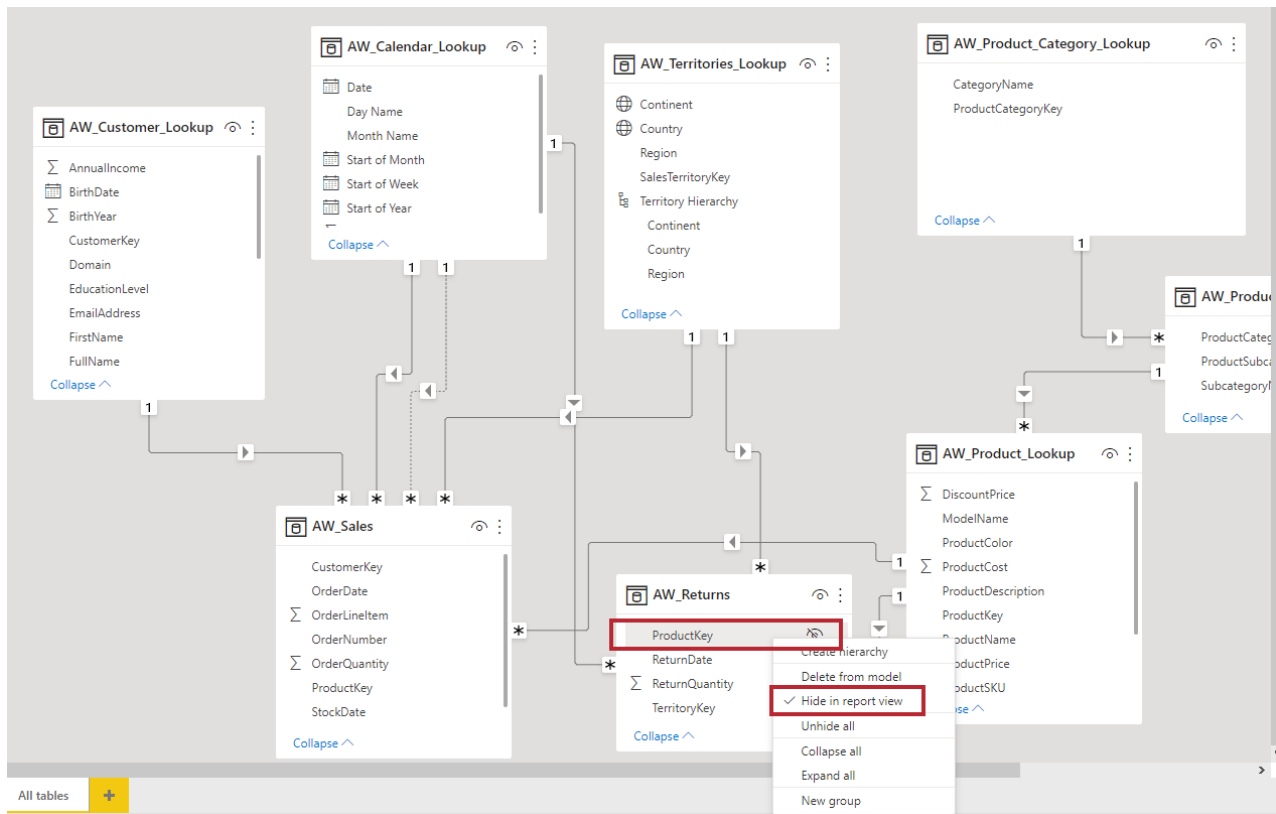 AW_Customer_Lookup
AnnualIncome
BirthDate
BirthYear
CustomerKey
Domain
EducationLevel
EmailAddress
FirstName
FullName
Collapse
1
AW_Calendar_Lookup
Date
Day Name
Month Name
Start of Month
Start of Week
Start of Year
Collapse
1
1 1
AW_Territories_Lookup
Continent
Country
Region
SalesTerritoryKey
Territory Hierarchy
Continent
Country
Region
Collapse
1 1
AW_Product_Category_Lookup
CategoryName
ProductCategoryKey
Collapse
1
*
1
AW_Produ
ProductCateg
ProductSubca
Subcategory
Collapse
*
AW_Product_Lookup
DiscountPrice
ModelName
ProductColor
ProductCost
ProductDescription
ProductKey
ProductName
oductPrice
oductSKU
pse
1
1
* * * *
AW_Sales
CustomerKey
OrderDate
OrderLineItem
OrderNumber
OrderQuantity
ProductKey
StockDate
Collapse
*
*
*
AW_Returns
ProductKey
ReturnDate
ReturnQuantity
TerritoryKey
Collapse
Create hierarchy
Delete from model
Hide in report view
Unhide all
Collapse all
Expand all
New group
All tables +